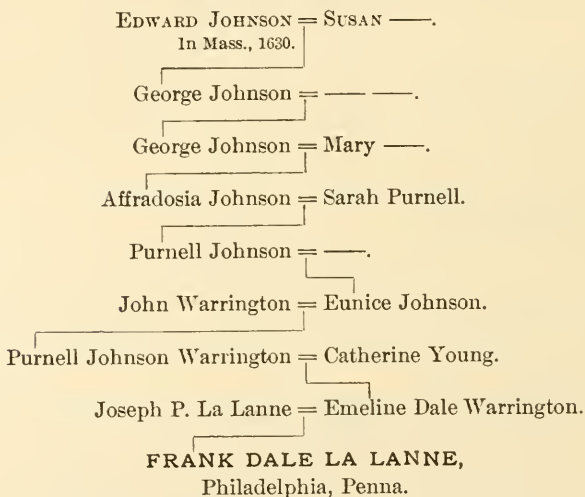 EDWARD JOHNSON = SUSAN ——.
In Mass., 1630.
George Johnson = —— ——.
George Johnson = Mary ——.
Affradosia Johnson = Sarah Purnell.
Purnell Johnson = ——.
John Warrington = Eunice Johnson.
Purnell Johnson Warrington = Catherine Young.
Joseph P. La Lanne = Emeline Dale Warrington.
FRANK DALE LA LANNE,
Philadelphia, Penna.